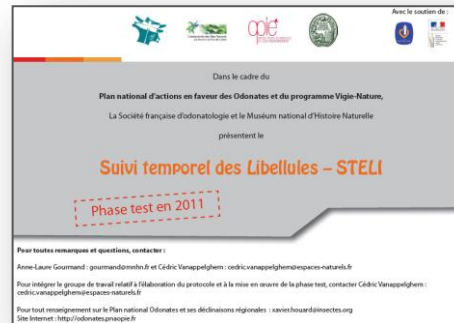 Avec le soutien de :
opie
Dans le cadre du
Plan national d'actions en faveur des Odonates et du programme Vigie-Nature,
La Société française d'odonatologie et le Muséum national d'Histoire Naturelle
présentent le
Suivi temporel des Libellules – STELI
Phase test en 2011
Pour toutes remarques et questions, contacter :
Anne-Laure Gourmand : gourmand@mnhn.fr et Cédric Vanappelghem : cedric.vanappelghem@espaces-naturels.fr
Pour intégrer le groupe de travail relatif à l'élaboration du protocole et à la mise en œuvre de la phase test, contacter Cédric Vanappelghem :
cedric.vanappelghem@espaces-naturels.fr
Pour tout renseignement sur le Plan national Odonates et ses déclinaisons régionales : xavier.houard@insectes.org
Site Internet : http://odonates.pnaopie.fr